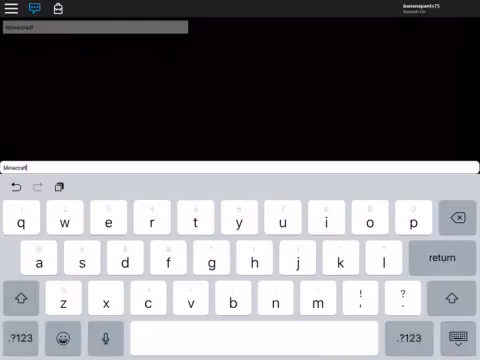 bananapants75
Minecraft
Minecraft
q w e r t y u i o p
a s d f g h j k l
return
z x c v b n m ! , ? .
.?123
.?123